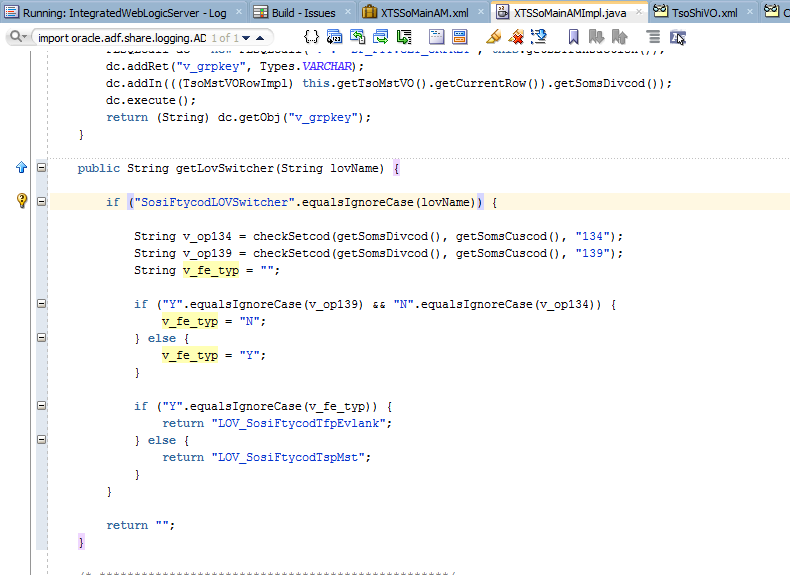 Running: IntegratedWebLogicServer - Log
Build - Issues
XTSSoMainAM.xml
XTSSoMainAMImpl.java
TsoShiVO.xml
import oracle.adf.share.logging.AD 1 of 1
dc.addRet("v_grpkey", Types.VARCHAR);
dc.addIn(((TsoMstVORowImpl) this.getTsoMstVO().getCurrentRow()).getSomsDivcod());
dc.execute();
return (String) dc.getObj("v_grpkey");
}
public String getLovSwitcher(String lovName) {
if ("SosiFtycodLOVSwitcher".equalsIgnoreCase(lovName)) {
String v_op134 = checkSetcod(getSomsDivcod(), getSomsCuscod(), "134");
String v_op139 = checkSetcod(getSomsDivcod(), getSomsCuscod(), "139");
String v_fe_typ = "";
if ("Y".equalsIgnoreCase(v_op139) && "N".equalsIgnoreCase(v_op134)) {
v_fe_typ = "N";
} else {
v_fe_typ = "Y";
}
if ("Y".equalsIgnoreCase(v_fe_typ)) {
return "LOV_SosiFtycodTfpEvlank";
} else {
return "LOV_SosiFtycodTspMst";
}
}
return "";
}